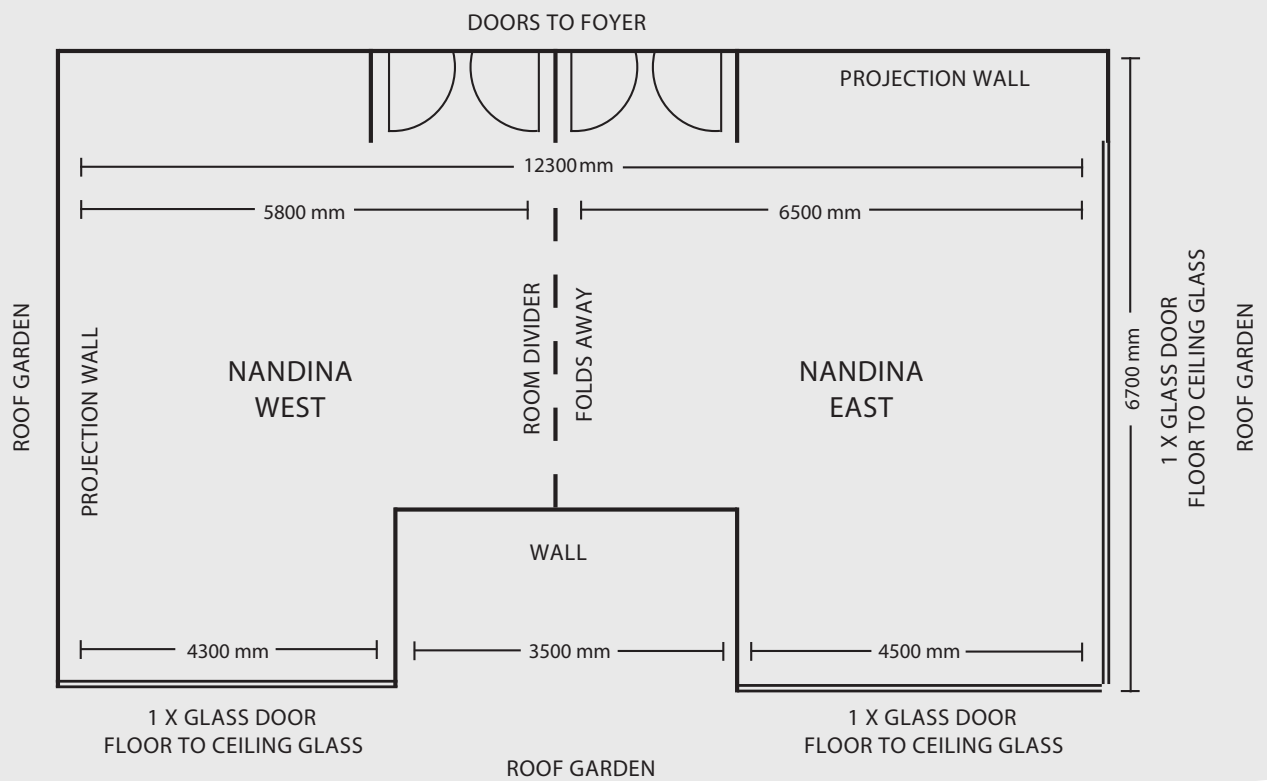 DOORS TO FOYER
PROJECTION WALL
12300 mm
5800 mm
6500 mm
ROOF GARDEN
PROJECTION WALL
NANDINA
WEST
ROOM DIVIDER
FOLDS AWAY
NANDINA
EAST
6700 mm
1 X GLASS DOOR
FLOOR TO CEILING GLASS
ROOF GARDEN
WALL
4300 mm
3500 mm
4500 mm
1 X GLASS DOOR
FLOOR TO CEILING GLASS
1 X GLASS DOOR
FLOOR TO CEILING GLASS
ROOF GARDEN